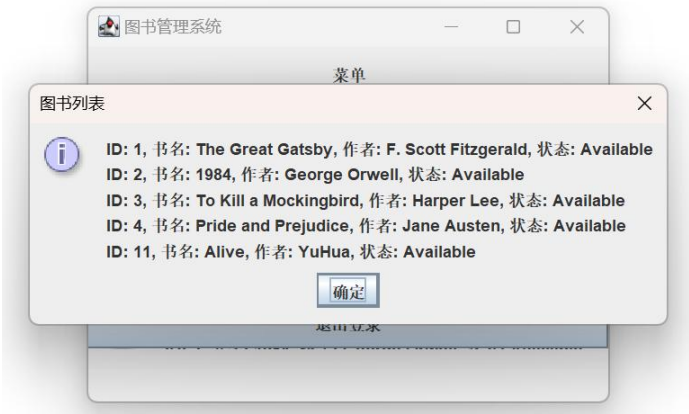 图书管理系统
菜单
图书列表
ID: 1, 书名: The Great Gatsby, 作者: F. Scott Fitzgerald, 状态: Available
ID: 2, 书名: 1984, 作者: George Orwell, 状态: Available
ID: 3, 书名: To Kill a Mockingbird, 作者: Harper Lee, 状态: Available
ID: 4, 书名: Pride and Prejudice, 作者: Jane Austen, 状态: Available
ID: 11, 书名: Alive, 作者: YuHua, 状态: Available
确定
退出登录